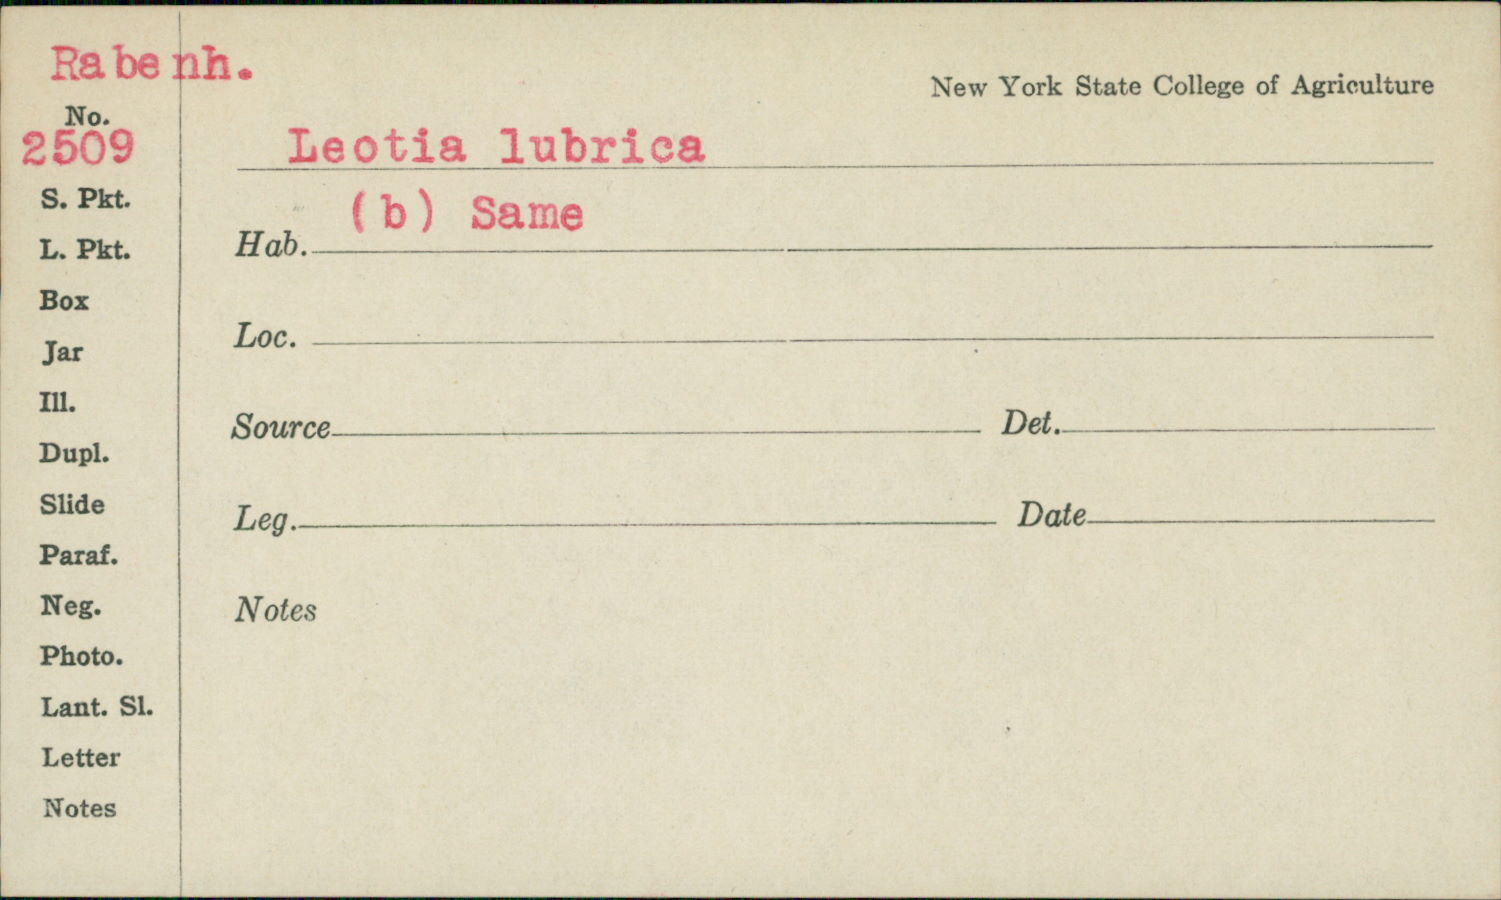 Rabenh.
New York State College of Agriculture
No.
2509
Leotia lubrica
S. Pkt.
(b) Same
L. Pkt.
Hab.
Box
Loc.
Jar
Ill.
Source Det.
Dupl.
Slide
Leg. Date
Paraf.
Neg.
Notes
Photo.
Lant. Sl.
Letter
Notes